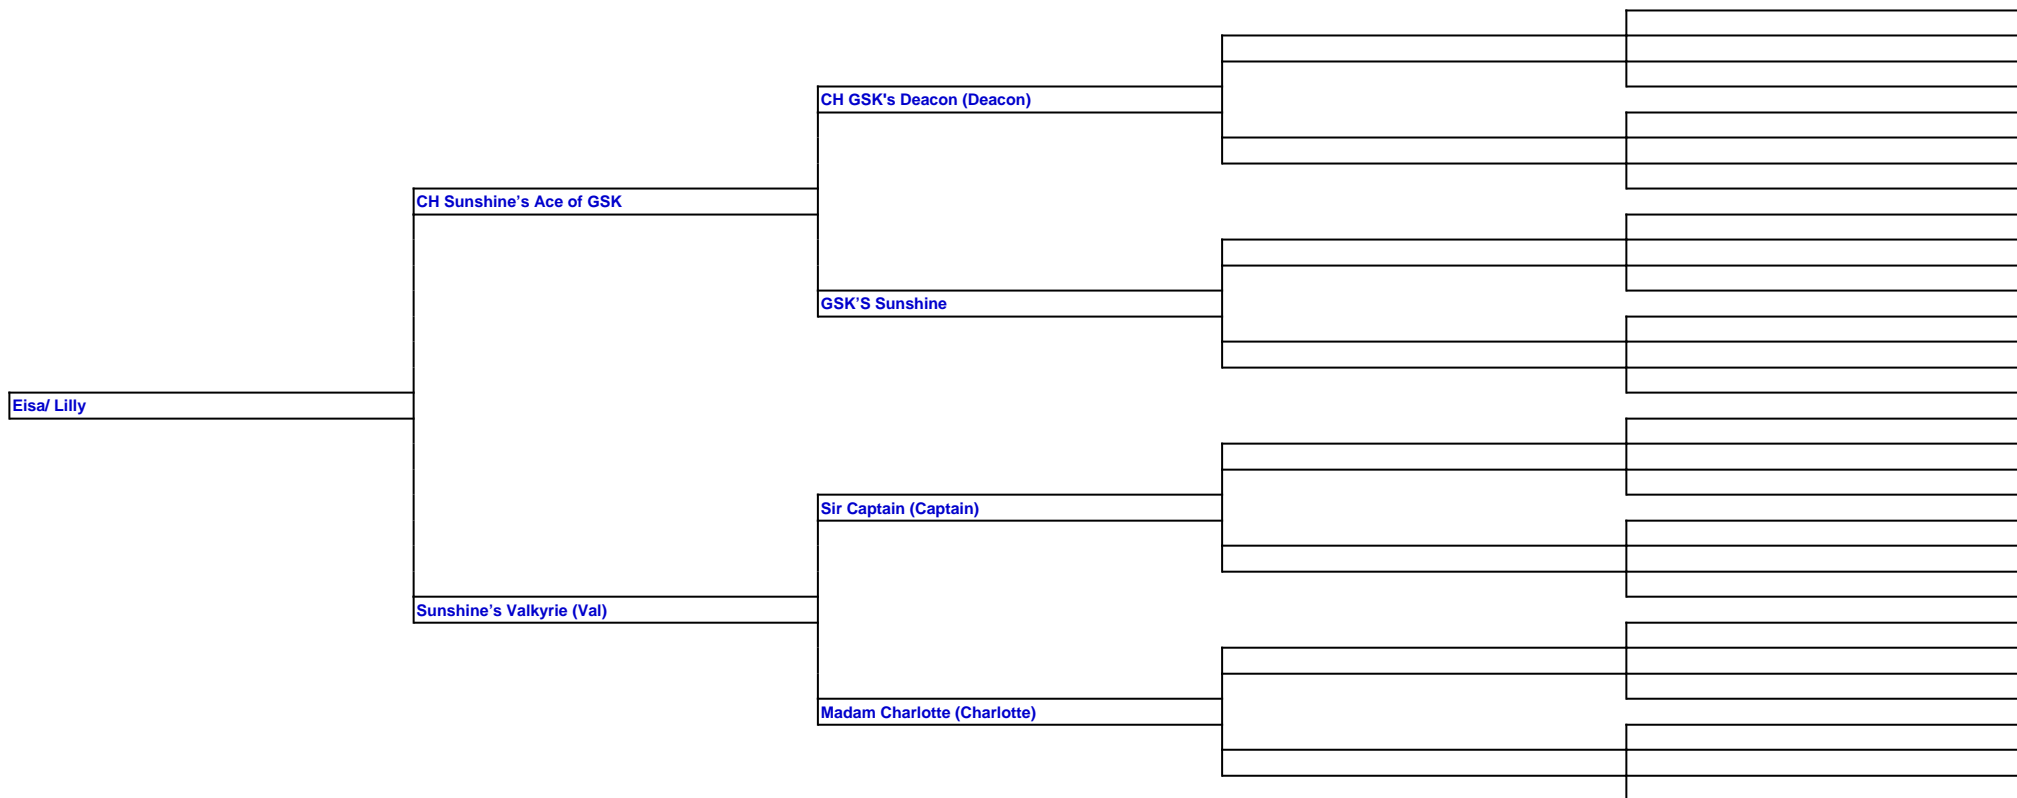 CH GSK's Deacon (Deacon)
CH Sunshine’s Ace of GSK
GSK’S Sunshine
Eisa/ Lilly
Sir Captain (Captain)
Sunshine’s Valkyrie (Val)
Madam Charlotte (Charlotte)